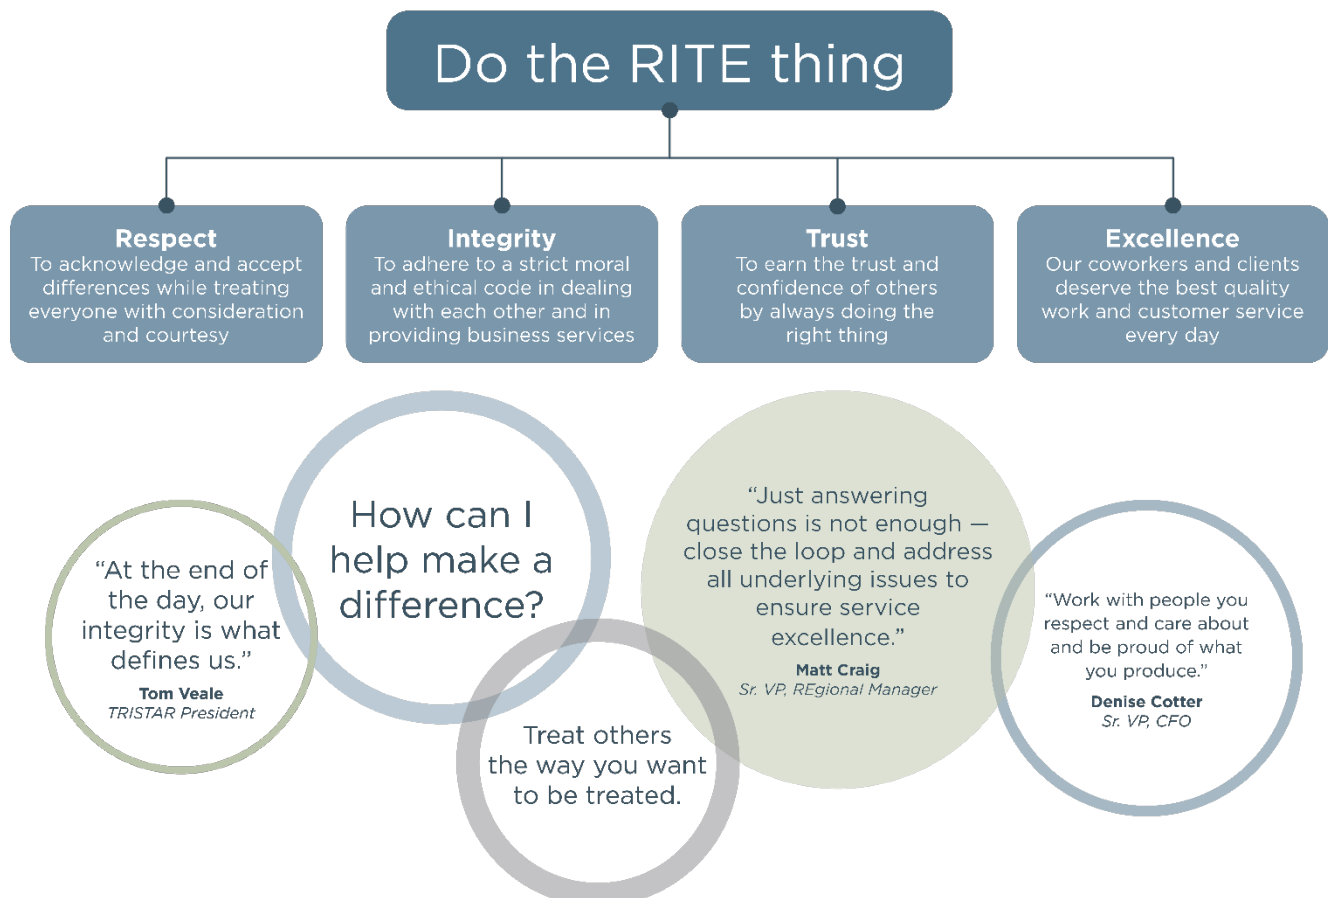 Do the RITE thing
Respect
To acknowledge and accept
differences while treating
everyone with consideration
and courtesy
Integrity
To adhere to a strict moral
and ethical code in dealing
with each other and in
providing business services
Trust
To earn the trust and
confidence of others
by always doing the
right thing
Excellence
Our coworkers and clients
deserve the best quality
work and customer service
every day
“At the end of
the day, our
integrity is what
defines us.”
Tom Veale
TRISTAR President
How can I
help make a
difference?
Treat others
the way you want
to be treated.
“Just answering
questions is not enough —
close the loop and address
all underlying issues to
ensure service
excellence.”
Matt Craig
Sr. VP, REgional Manager
“Work with people you
respect and care about
and be proud of what
you produce.”
Denise Cotter
Sr. VP, CFO